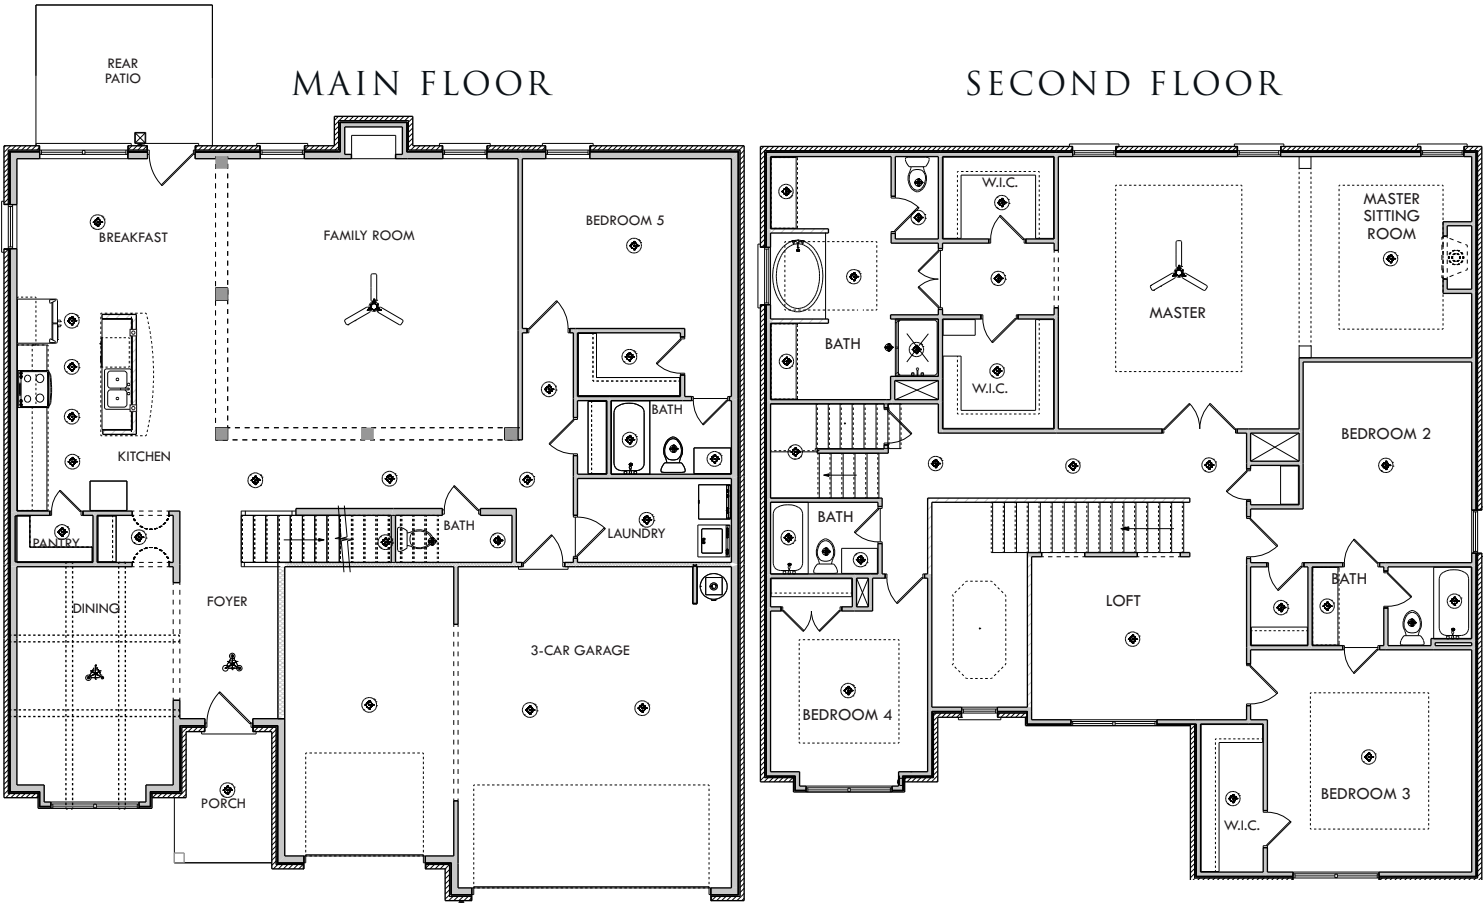 MAIN FLOOR
REAR
PATIO
BREAKFAST
FAMILY ROOM
BEDROOM 5
KITCHEN
BATH
PANTRY
BATH
LAUNDRY
DINING
FOYER
3-CAR GARAGE
PORCH
SECOND FLOOR
W.I.C.
MASTER
SITTING
ROOM
MASTER
BATH
W.I.C.
BEDROOM 2
BATH
BATH
LOFT
BEDROOM 4
BEDROOM 3
W.I.C.